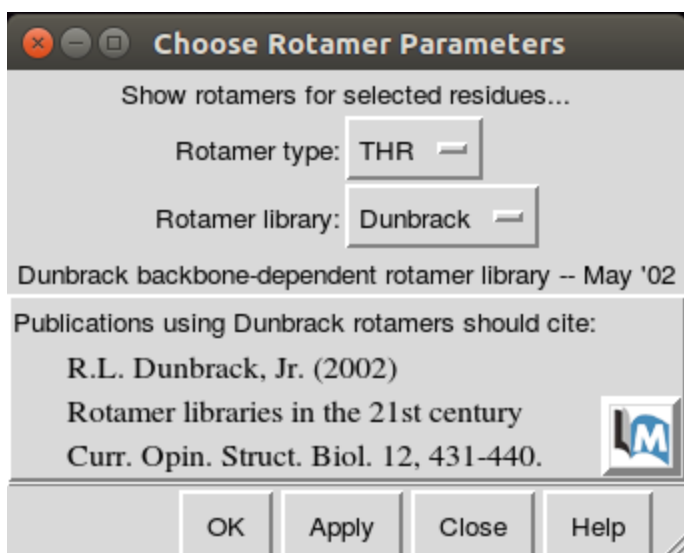 Choose Rotamer Parameters
Show rotamers for selected residues...
Rotamer type: THR
Rotamer library: Dunbrack
Dunbrack backbone-dependent rotamer library -- May '02
Publications using Dunbrack rotamers should cite:
R.L. Dunbrack, Jr. (2002)
Rotamer libraries in the 21st century
Curr. Opin. Struct. Biol. 12, 431-440.
M
OK Apply Close Help